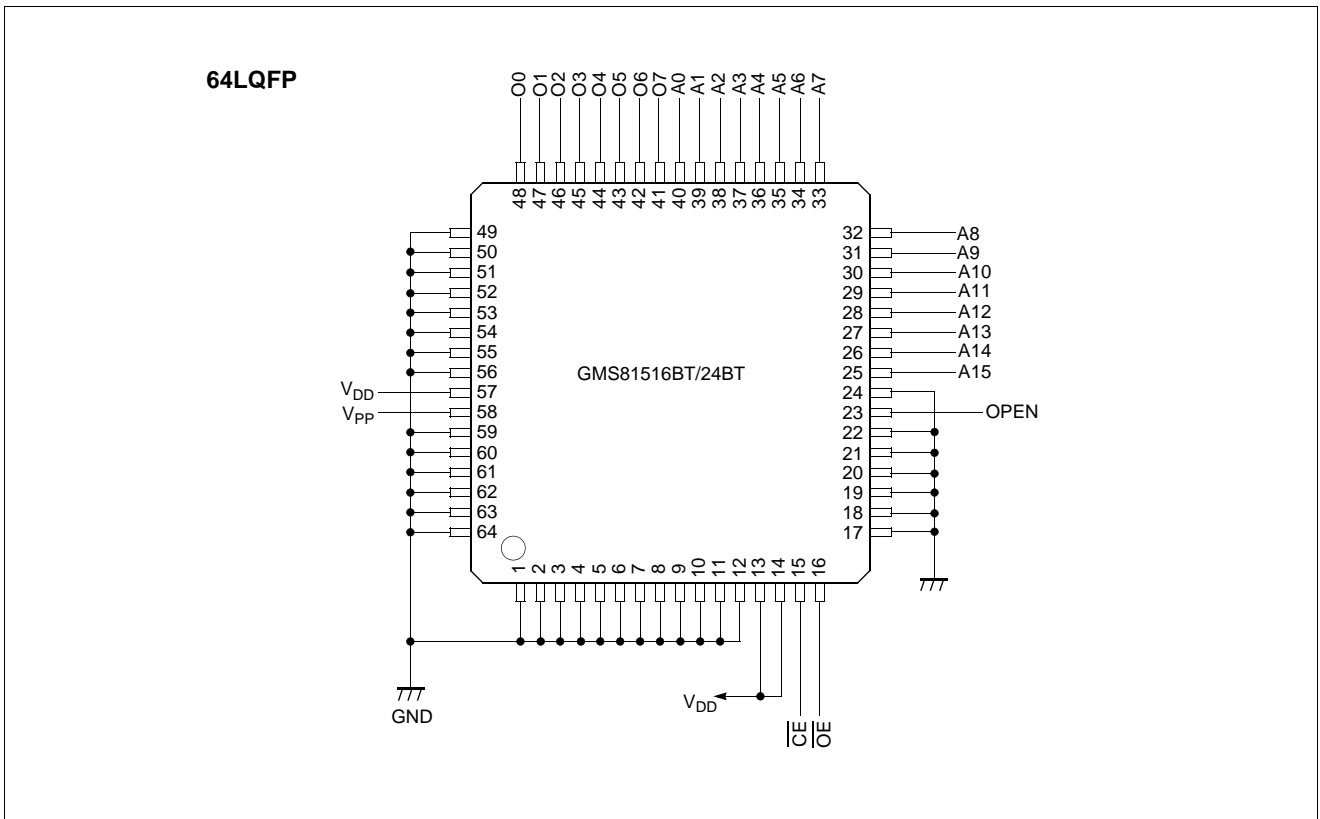 64LQFP
O0 O1 O2 O3 O4 O5 O6 O7 A0 A1 A2 A3 A4 A5 A6 A7
48 47 46 45 44 43 42 41 40 39 38 37 36 35 34 33
49 32 A8
50 31 A9
51 30 A10
52 29 A11
53 28 A12
54 27 A13
55 26 A14
56 GMS81516BT/24BT 25 A15
VDD 57 24
VPP 58 23 OPEN
59 22
60 21
61 20
62 19
63 18
64 17
1 2 3 4 5 6 7 8 9 10 11 12 13 14 15 16
VDD
GND
CE OE